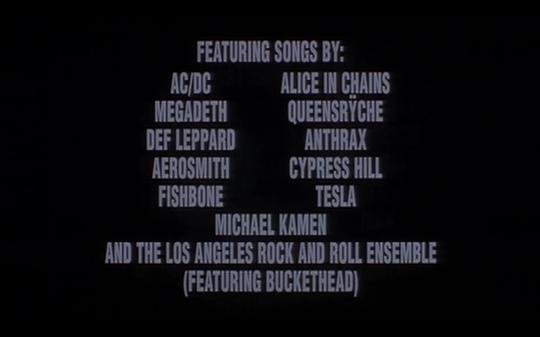 FEATURING SONGS BY:
AC/DC ALICE IN CHAINS
MEGADETH QUEENSRŸCHE
DEF LEPPARD ANTHRAX
AEROSMITH CYPRESS HILL
FISHBONE TESLA
MICHAEL KAMEN
AND THE LOS ANGELES ROCK AND ROLL ENSEMBLE
(FEATURING BUCKETHEAD)